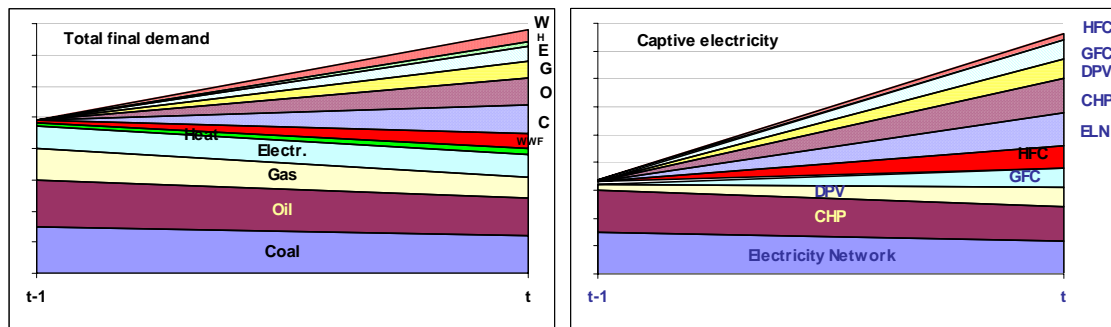 Total final demand
W
H
E
G
O
C
Heat
WWF
Electr.
Gas
Oil
Coal
t-1
t
Captive electricity
HFC
GFC
DPV
CHP
ELN
HFC
GFC
DPV
CHP
Electricity Network
t-1
t